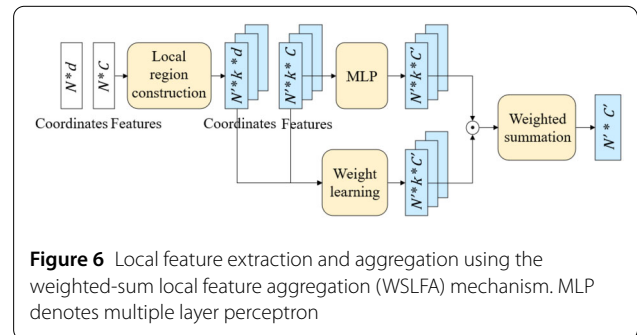 N*d
N*C
Local
region
construction
N'*k*d
N'*k*C
MLP
N'*k*C'
Weighted
summation
N'*C'
Coordinates Features
Coordinates Features
Weight
learning
N'*k*C'
Figure 6 Local feature extraction and aggregation using the
weighted-sum local feature aggregation (WSLFA) mechanism. MLP
denotes multiple layer perceptron